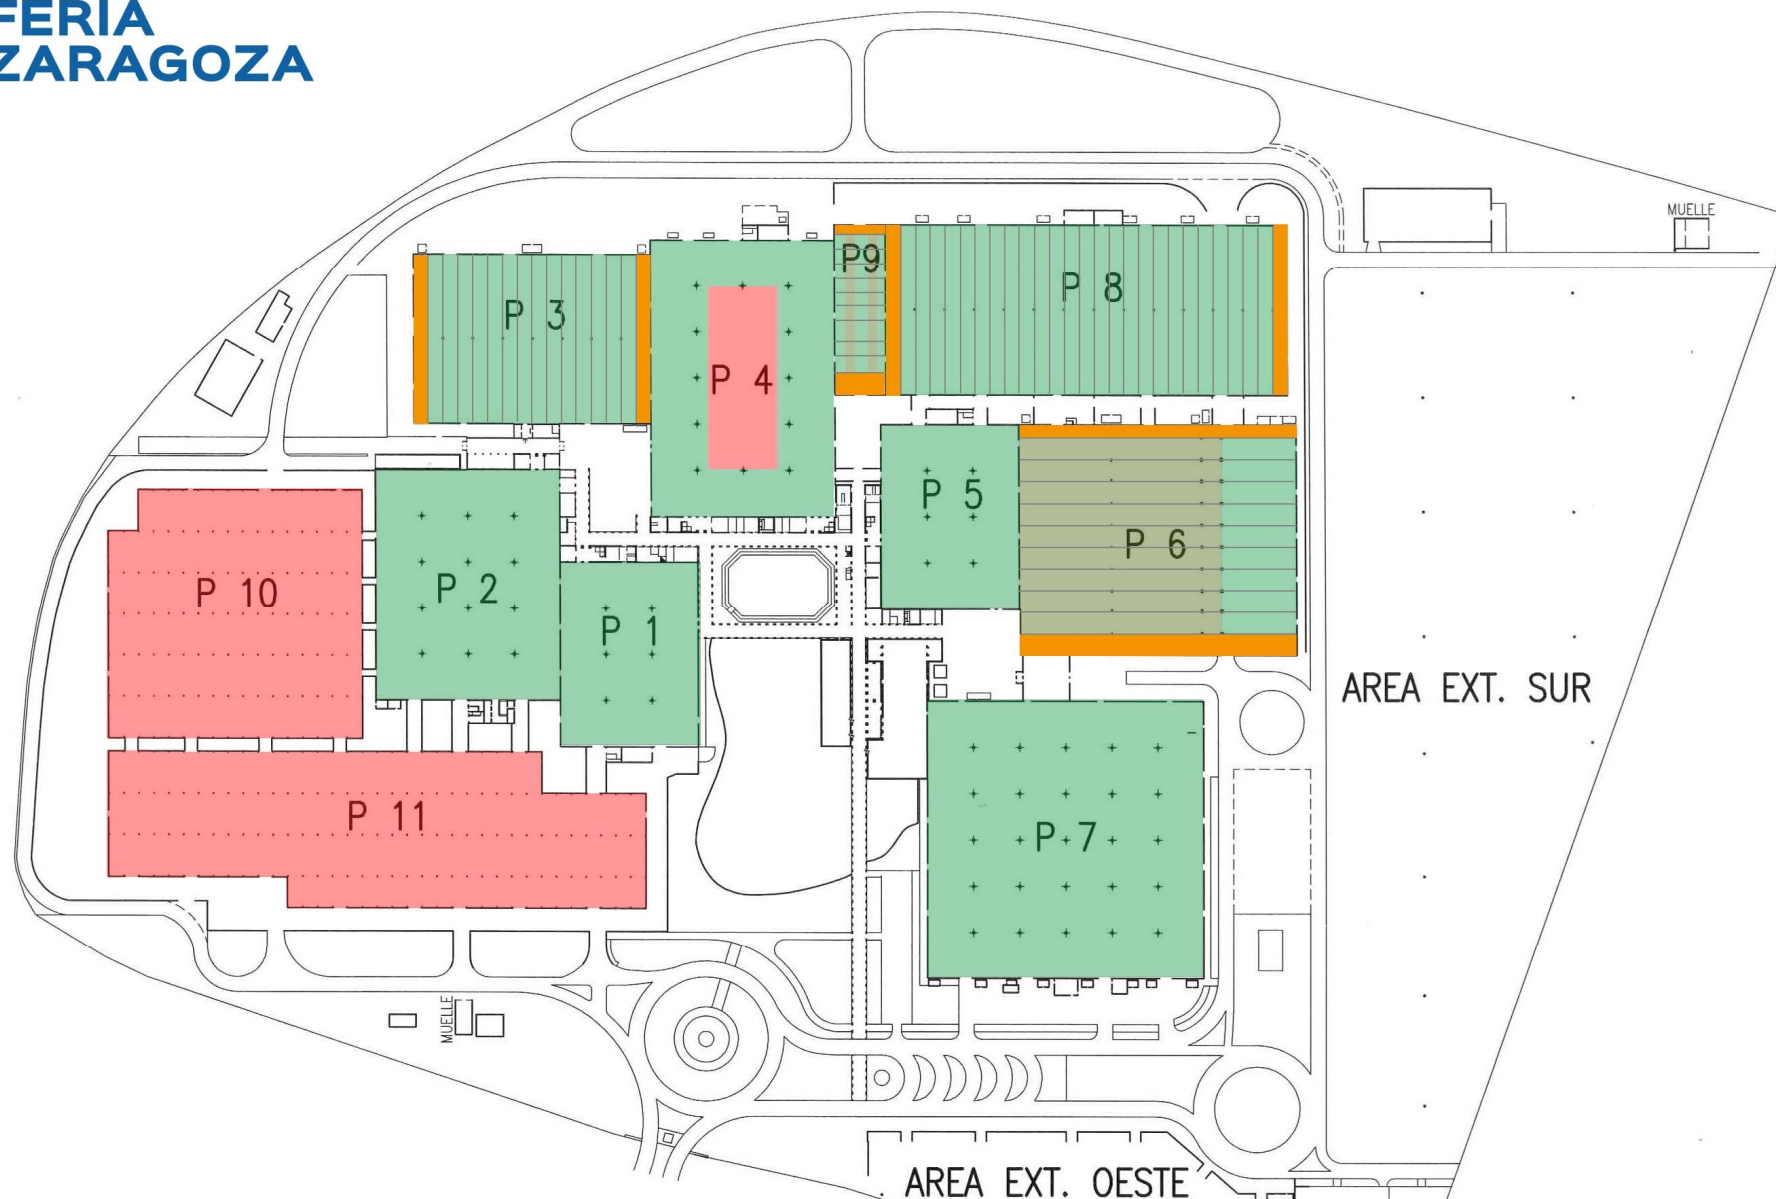 FERIA
ZARAGOZA
MUELLE
P 3
P 4
P9
P 8
P 5
P 6
P 10
P 2
P 1
AREA EXT. SUR
P 11
P 7
MUELLE
AREA EXT. OESTE